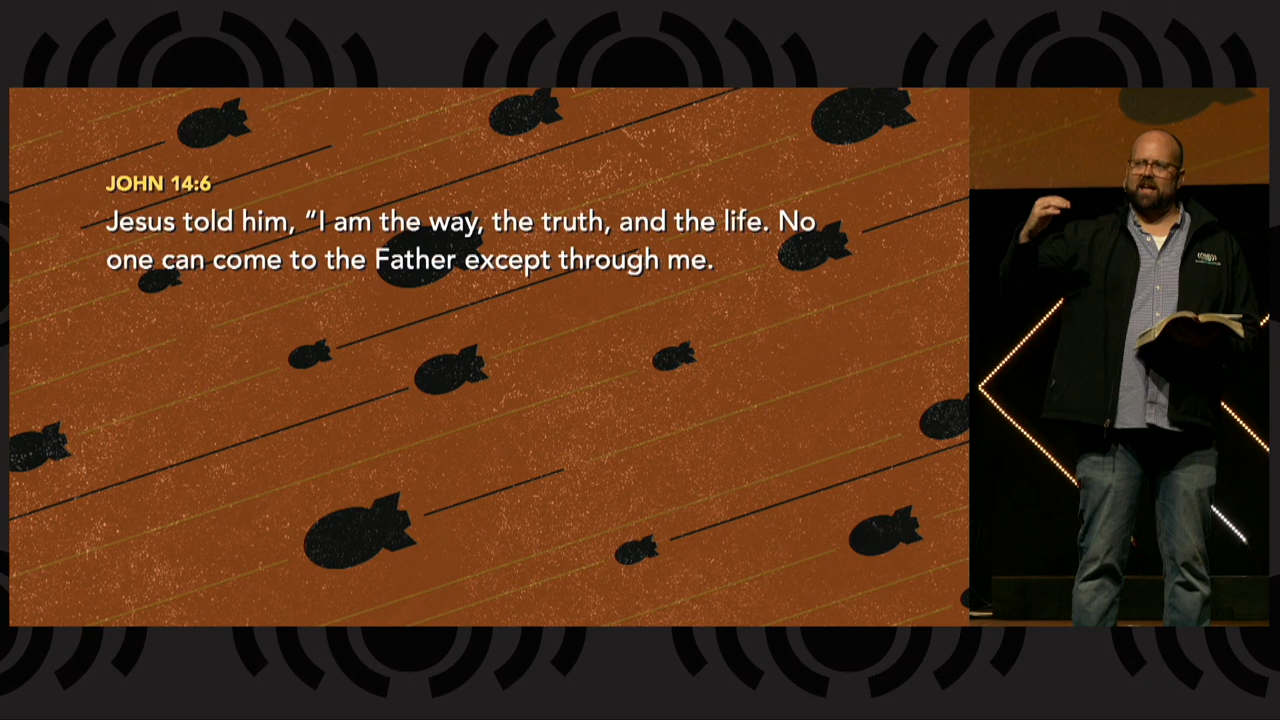 JOHN 14:6
Jesus told him, “I am the way, the truth, and the life. No
one can come to the Father except through me.